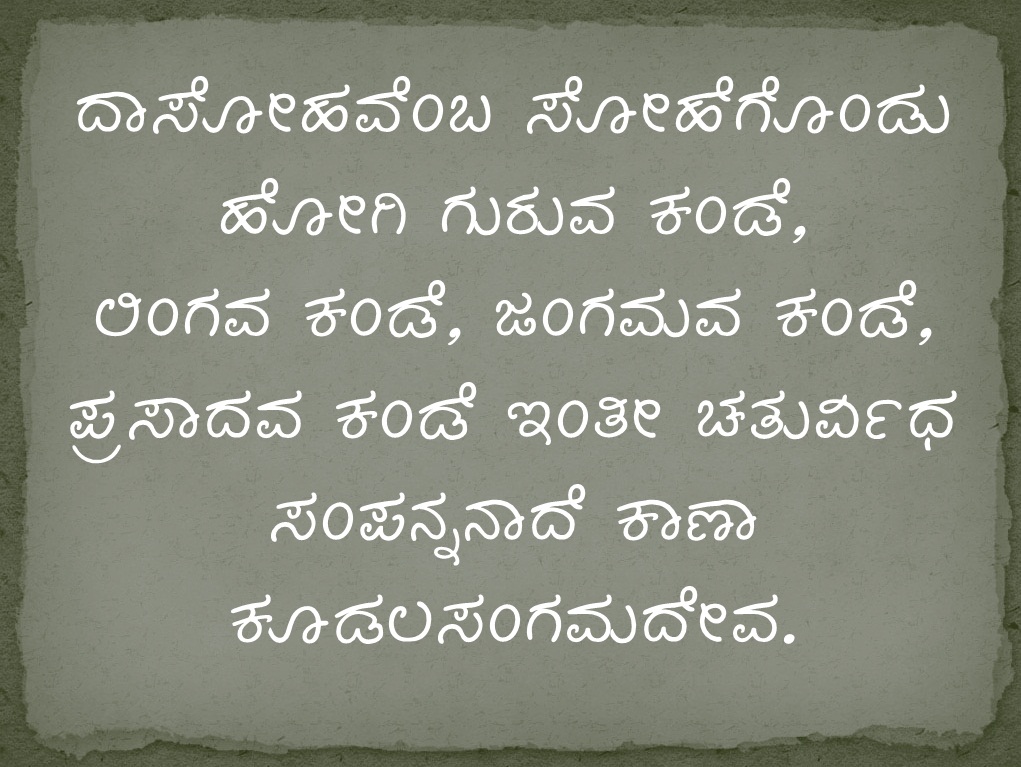 ದಾಸೋಹವೆಂಬ ಸೋಹೆಗೊಂಡು
ಹೋಗಿ ಗುರುವ ಕಂಡೆ,
ಲಿಂಗವ ಕಂಡೆ, ಜಂಗಮವ ಕಂಡೆ,
ಪ್ರಸಾದವ ಕಂಡೆ ಇಂತೀ ಚತುರ್ವಿಧ
ಸಂಪನ್ನನಾದೆ ಕಾಣಾ
ಕೂಡಲಸಂಗಮದೇವ.